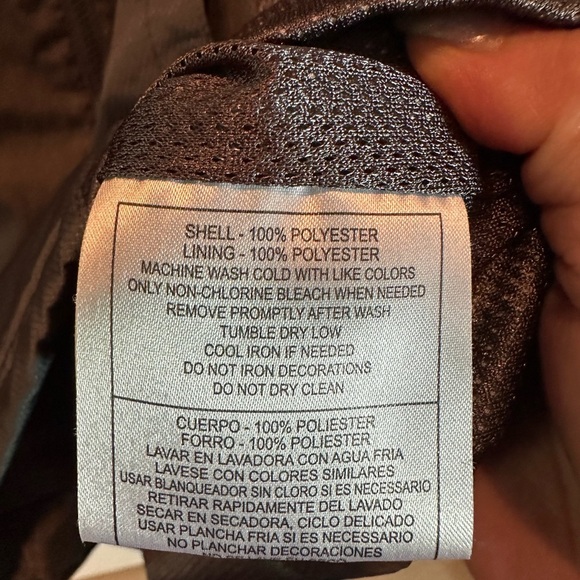 SHELL - 100% POLYESTER
LINING - 100% POLYESTER
MACHINE WASH COLD WITH LIKE COLORS
ONLY NON-CHLORINE BLEACH WHEN NEEDED
REMOVE PROMPTLY AFTER WASH
TUMBLE DRY LOW
COOL IRON IF NEEDED
DO NOT IRON DECORATIONS
DO NOT DRY CLEAN
CUERPO - 100% POLIESTER
FORRO - 100% POLIESTER
LAVAR EN LAVADORA CON AGUA FRIA
LAVESE CON COLORES SIMILARES
USAR BLANQUEADOR SIN CLORO SI ES NECESSARIO
RETIRAR RAPIDAMENTE DEL LAVADO
SECAR EN SECADORA, CICLO DELICADO
USAR PLANCHA FRIA SI ES NECESSARIO
NO PLANCHAR DECORACIONES